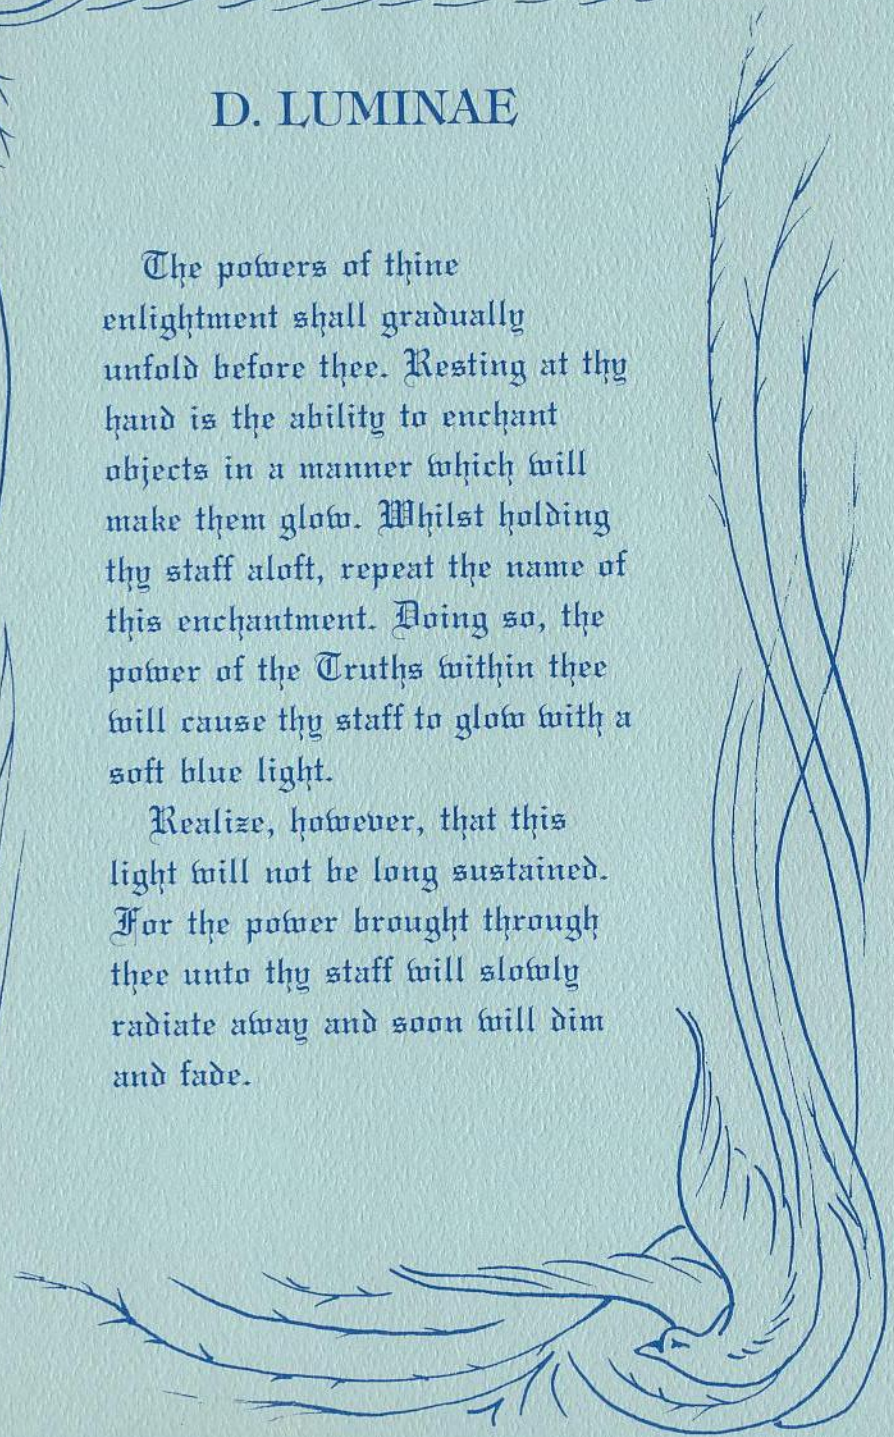 D. LUMINAE
The powers of thine
enlightment shall gradually
unfold before thee. Resting at thy
hand is the ability to enchant
objects in a manner which will
make them glow. Whilst holding
thy staff aloft, repeat the name of
this enchantment. Doing so, the
power of the Truths within thee
will cause thy staff to glow with a
soft blue light.
Realize, however, that this
light will not be long sustained.
For the power brought through
thee unto thy staff will slowly
radiate away and soon will dim
and fade.